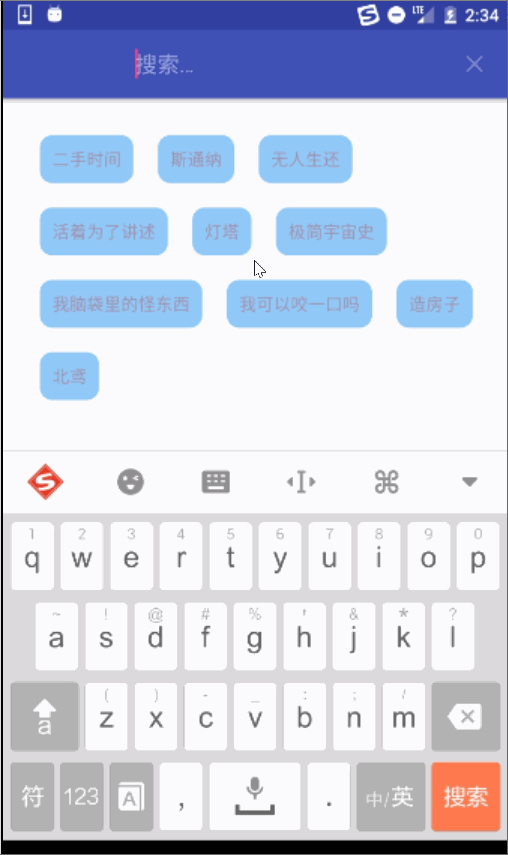 LTE 2:34
搜索...
二手时间 斯通纳 无人生还
活着为了讲述 灯塔 极简宇宙史
我脑袋里的怪东西 我可以咬一口吗 造房子
北鸢
1 2 3 4 5 6 7 8 9 0
q w e r t y u i o p
~ ! @ # % ' & * ?
a s d f g h j k l
( ) - _ : ; /
a z x c v b n m
符 123 A , . 中/英 搜索